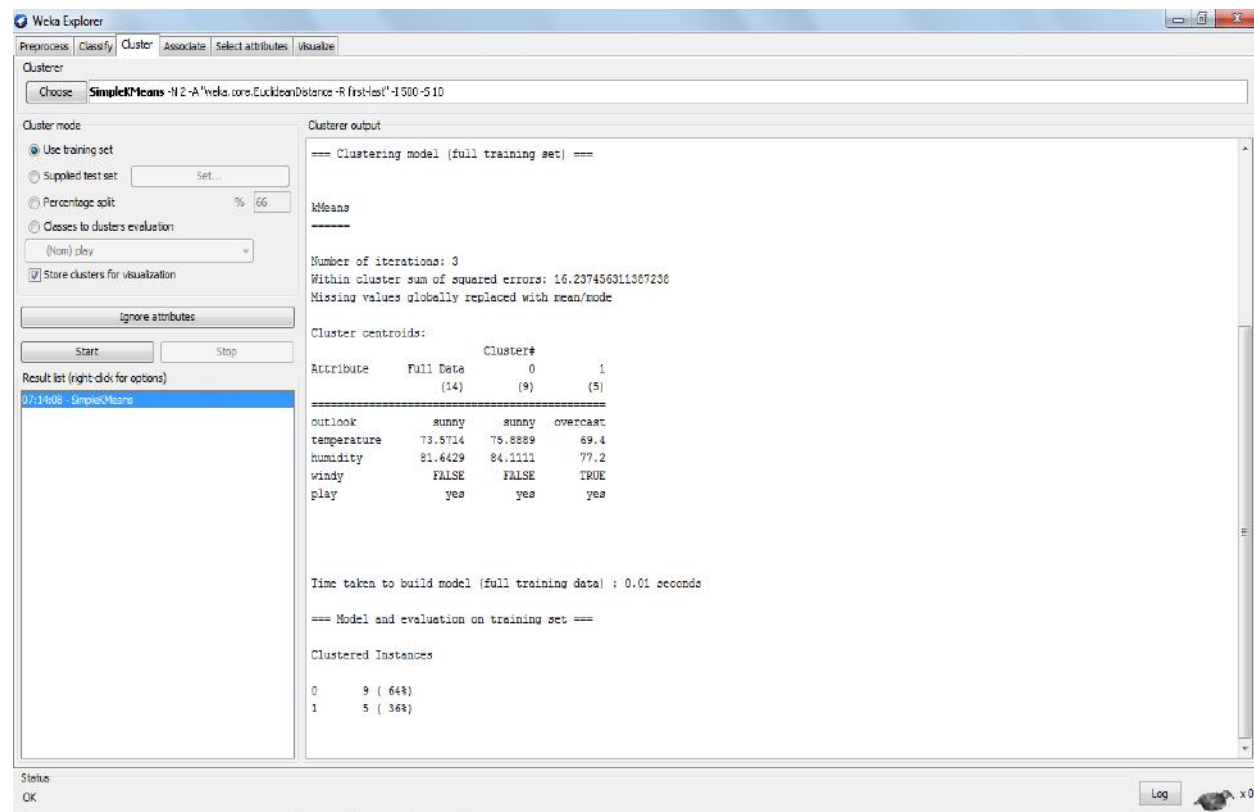 Weka Explorer
Preprocess Classify Cluster Associate Select attributes Visualize
Clusterer
Choose SimpleKMeans -N 2 -A "weka.core.EuclideanDistance -R first-last" -I 500 -S 10
Cluster mode
Use training set
Supplied test set Set...
Percentage split % 66
Classes to clusters evaluation
(Nom) play
Store clusters for visualization
Ignore attributes
Start Stop
Result list (right-click for options)
07:14:08 - SimpleKMeans
Clusterer output
=== Clustering model (full training set) ===
kMeans
======
Number of iterations: 3
Within cluster sum of squared errors: 16.237456311387238
Missing values globally replaced with mean/mode
Cluster centroids:
Cluster#
Attribute Full Data 0 1
(14) (9) (5)
==============================================
outlook sunny sunny overcast
temperature 73.5714 75.8889 69.4
humidity 81.6429 84.1111 77.2
windy FALSE FALSE TRUE
play yes yes yes
Time taken to build model (full training data) : 0.01 seconds
=== Model and evaluation on training set ===
Clustered Instances
0 9 ( 64%)
1 5 ( 36%)
Status
OK
Log x 0